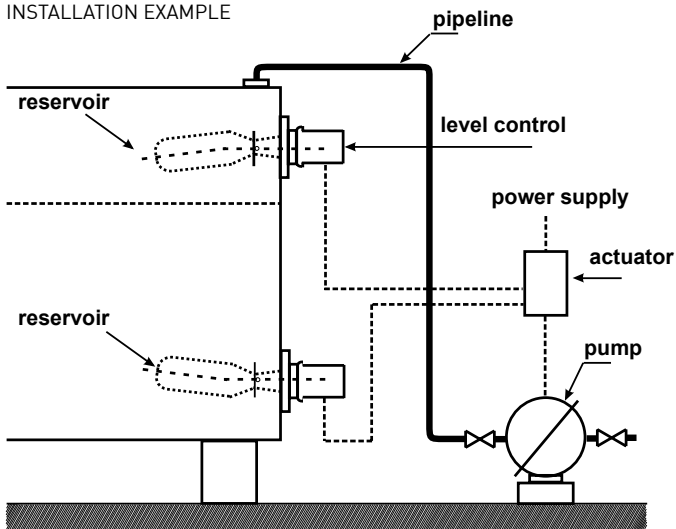 INSTALLATION EXAMPLE
pipeline
reservoir
level control
power supply
actuator
reservoir
pump